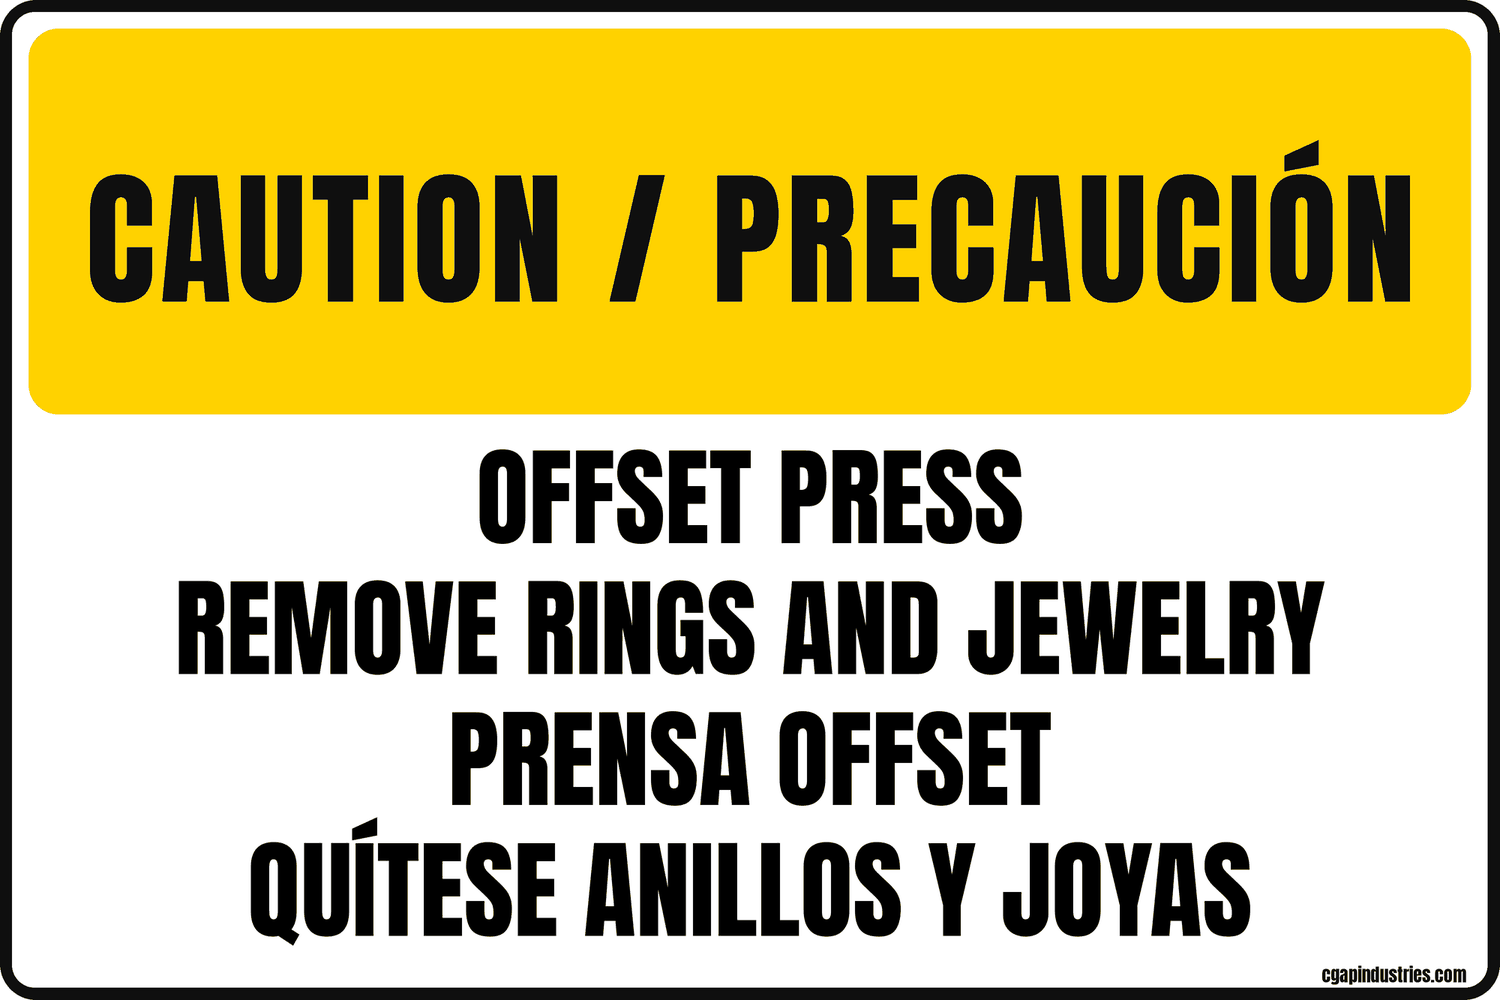 CAUTION / PRECAUCIÓN
OFFSET PRESS
REMOVE RINGS AND JEWELRY
PRENSA OFFSET
QUÍTESE ANILLOS Y JOYAS
cgapindustries.com